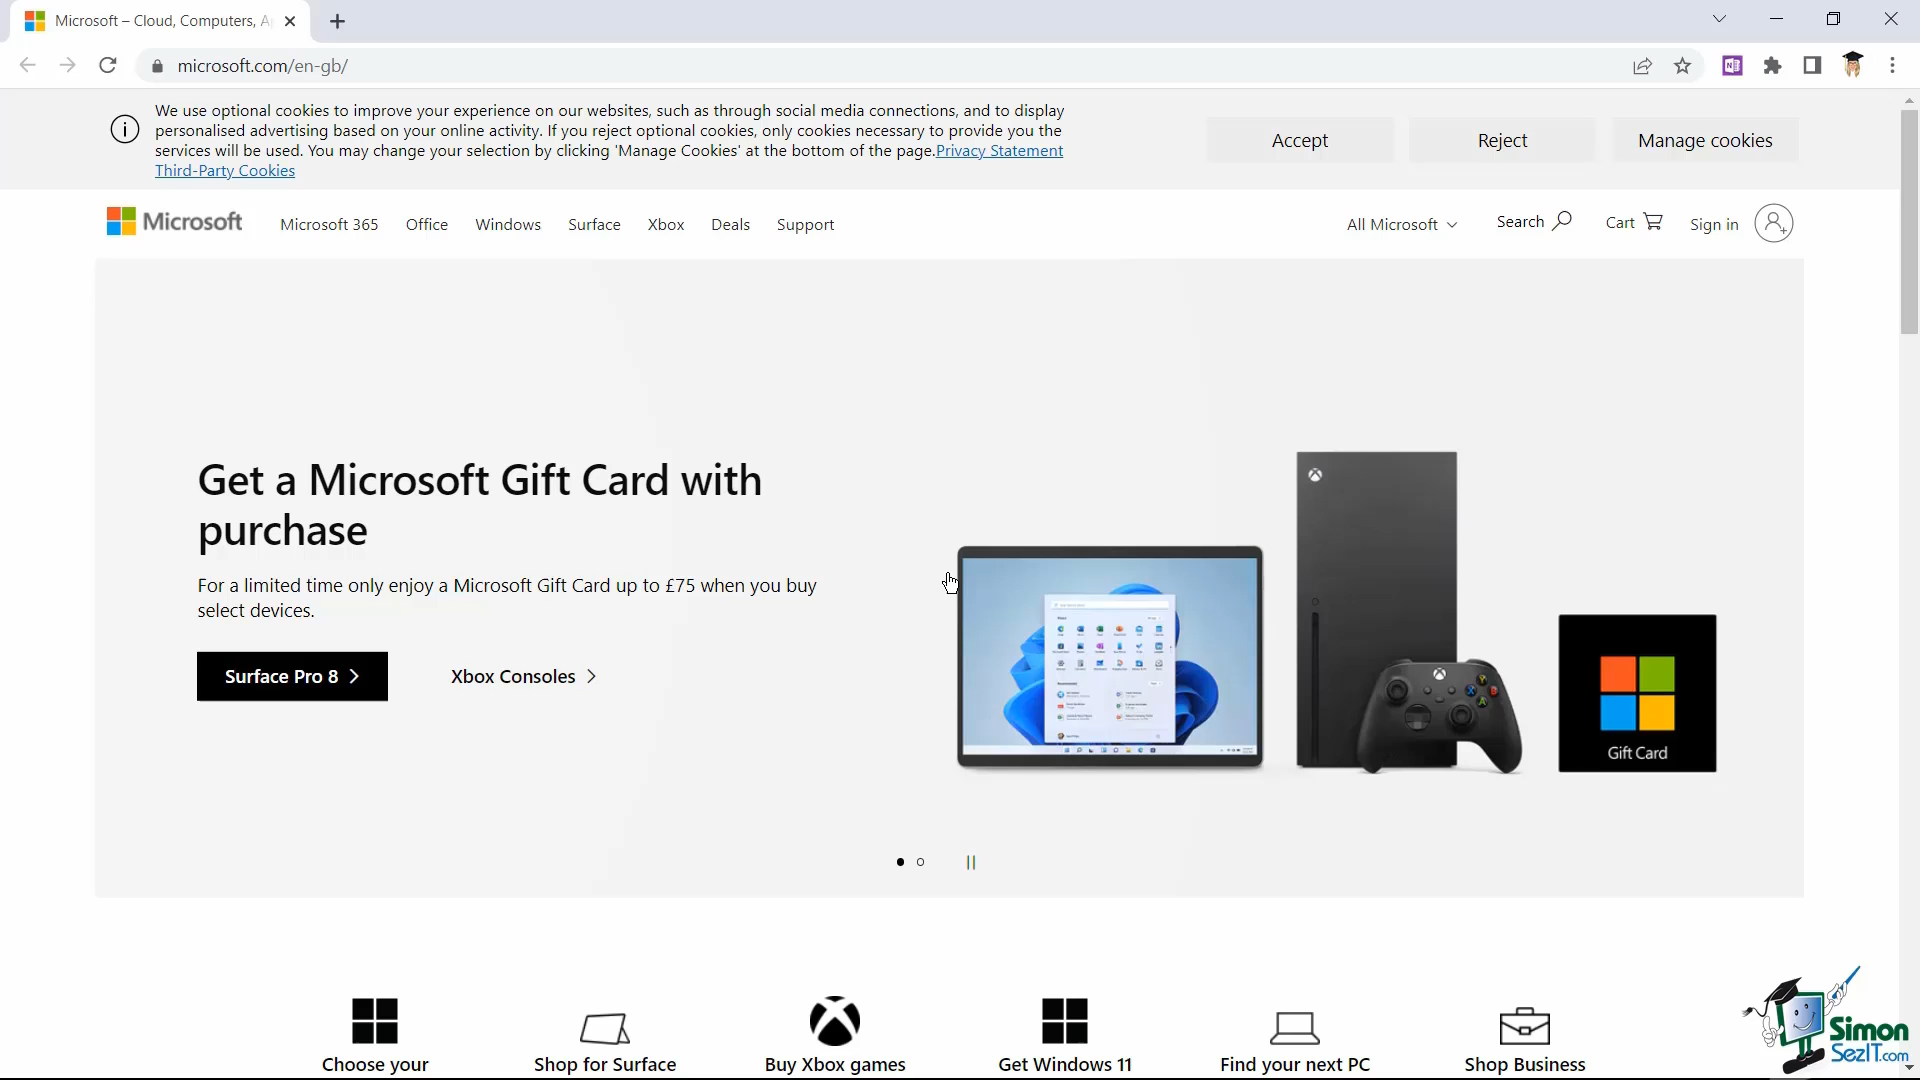 Microsoft – Cloud, Computers, A
microsoft.com/en-gb/
We use optional cookies to improve your experience on our websites, such as through social media connections, and to display
personalised advertising based on your online activity. If you reject optional cookies, only cookies necessary to provide you the
services will be used. You may change your selection by clicking 'Manage Cookies' at the bottom of the page.Privacy Statement
Third-Party Cookies
Accept
Reject
Manage cookies
Microsoft
Microsoft 365
Office
Windows
Surface
Xbox
Deals
Support
All Microsoft
Search
Cart
Sign in
Get a Microsoft Gift Card with
purchase
For a limited time only enjoy a Microsoft Gift Card up to £75 when you buy
select devices.
Surface Pro 8
Xbox Consoles
Gift Card
Choose your
Shop for Surface
Buy Xbox games
Get Windows 11
Find your next PC
Shop Business
Simon
SezIT.com